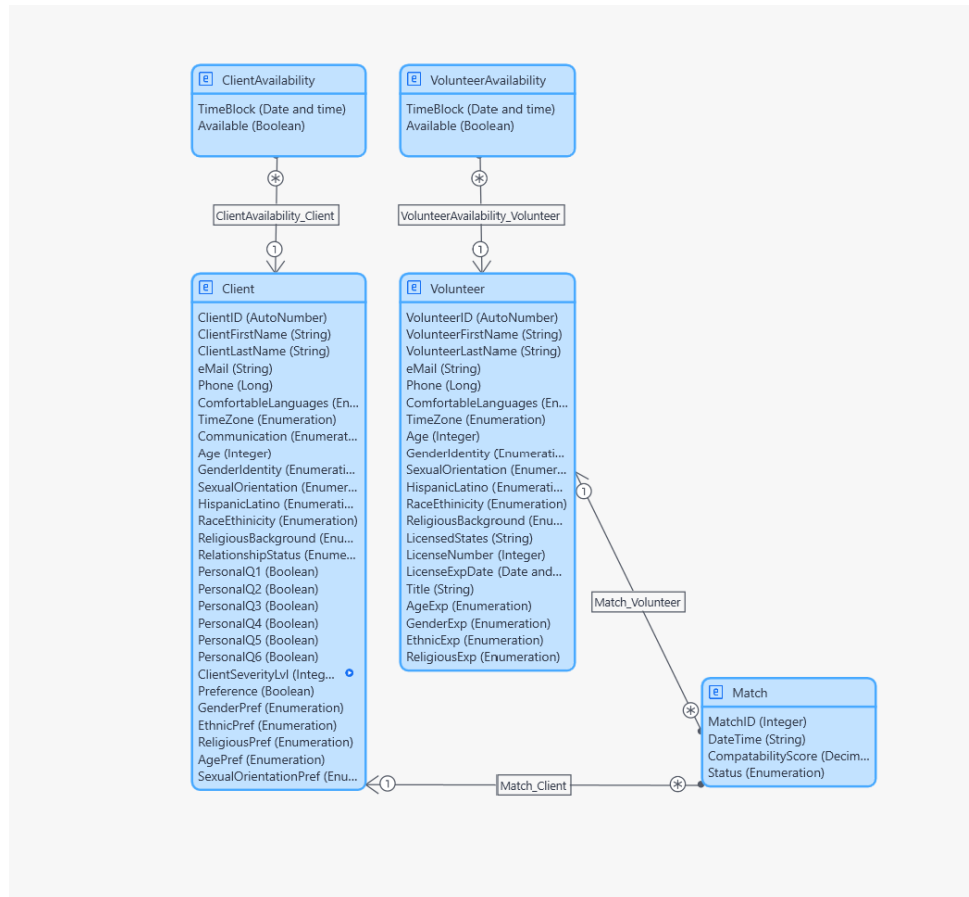 ClientAvailability
TimeBlock (Date and time)
Available (Boolean)
VolunteerAvailability
TimeBlock (Date and time)
Available (Boolean)
*
*
ClientAvailability_Client
VolunteerAvailability_Volunteer
1
1
Client
ClientID (AutoNumber)
ClientFirstName (String)
ClientLastName (String)
eMail (String)
Phone (Long)
ComfortableLanguages (En...
TimeZone (Enumeration)
Communication (Enumerat...
Age (Integer)
GenderIdentity (Enumerati...
SexualOrientation (Enumer...
HispanicLatino (Enumerati...
RaceEthinicity (Enumeration)
ReligiousBackground (Enu...
RelationshipStatus (Enume...
PersonalQ1 (Boolean)
PersonalQ2 (Boolean)
PersonalQ3 (Boolean)
PersonalQ4 (Boolean)
PersonalQ5 (Boolean)
PersonalQ6 (Boolean)
ClientSeverityLvl (Integ...
Preference (Boolean)
GenderPref (Enumeration)
EthnicPref (Enumeration)
ReligiousPref (Enumeration)
AgePref (Enumeration)
SexualOrientationPref (Enu...
Volunteer
VolunteerID (AutoNumber)
VolunteerFirstName (String)
VolunteerLastName (String)
eMail (String)
Phone (Long)
ComfortableLanguages (En...
TimeZone (Enumeration)
Age (Integer)
GenderIdentity (Enumerati...
SexualOrientation (Enumer...
HispanicLatino (Enumerati...
RaceEthinicity (Enumeration)
ReligiousBackground (Enu...
LicensedStates (String)
LicenseNumber (Integer)
LicenseExpDate (Date and...
Title (String)
AgeExp (Enumeration)
GenderExp (Enumeration)
EthnicExp (Enumeration)
ReligiousExp (Enumeration)
1
Match_Volunteer
*
Match
MatchID (Integer)
DateTime (String)
CompatabilityScore (Decim...
Status (Enumeration)
1
Match_Client
*